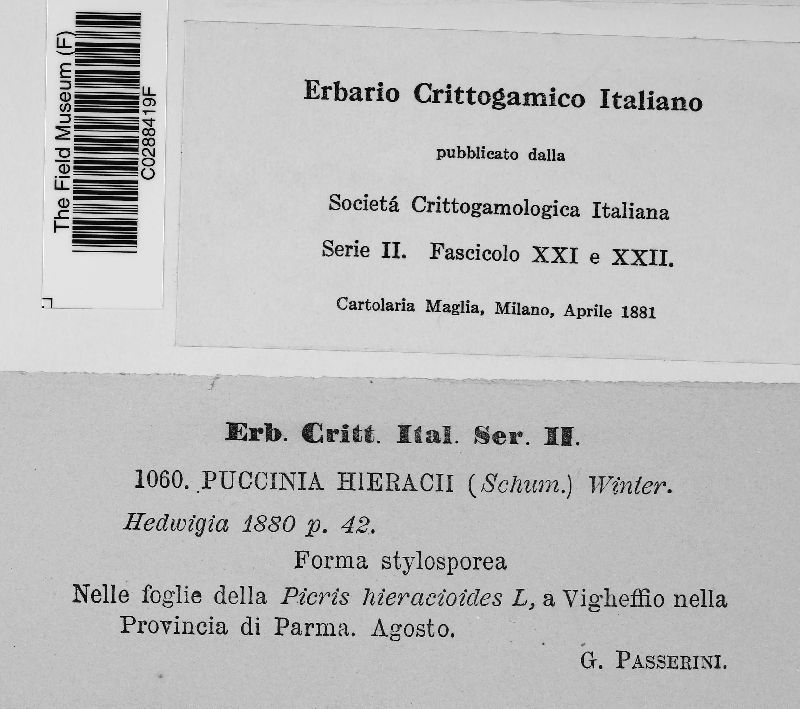 The Field Museum (F)
C0288419F
Erbario Crittogamico Italiano
pubblicato dalla
Societá Crittogamologica Italiana
Serie II. Fascicolo XXI e XXII.
Cartolaria Maglia, Milano, Aprile 1881
Erb. Critt. Ital. Ser. II.
1060. PUCCINIA HIERACII (Schum.) Winter.
Hedwigia 1880 p. 42.
Forma stylosporea
Nelle foglie della Picris hieracioides L, a Vigheffio nella
Provincia di Parma. Agosto.
G. PASSERINI.